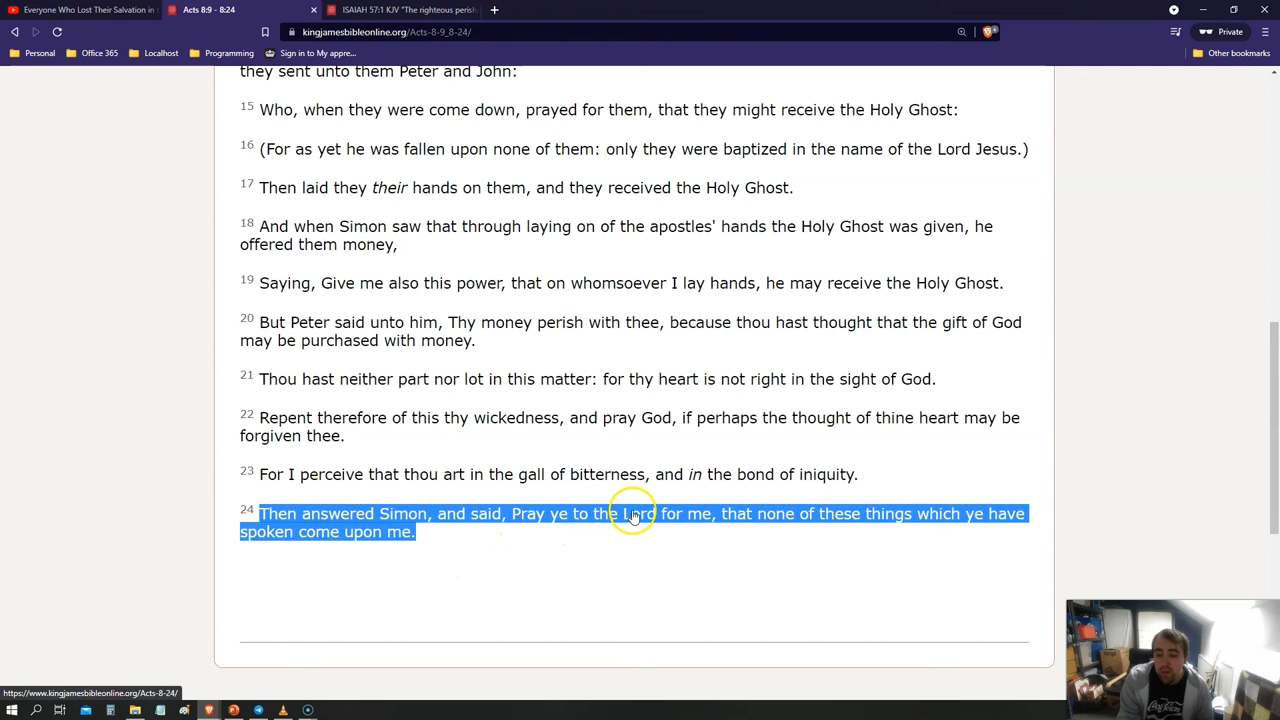 Everyone Who Lost Their Salvation in
Acts 8:9 - 8:24
ISAIAH 57:1 KJV "The righteous perish
kingjamesbibleonline.org/Acts-8-9_8-24/
Private
Personal
Office 365
Localhost
Programming
Sign in to My appre...
Other bookmarks
they sent unto them Peter and John:
15 Who, when they were come down, prayed for them, that they might receive the Holy Ghost:
16 (For as yet he was fallen upon none of them: only they were baptized in the name of the Lord Jesus.)
17 Then laid they their hands on them, and they received the Holy Ghost.
18 And when Simon saw that through laying on of the apostles' hands the Holy Ghost was given, he
offered them money,
19 Saying, Give me also this power, that on whomsoever I lay hands, he may receive the Holy Ghost.
20 But Peter said unto him, Thy money perish with thee, because thou hast thought that the gift of God
may be purchased with money.
21 Thou hast neither part nor lot in this matter: for thy heart is not right in the sight of God.
22 Repent therefore of this thy wickedness, and pray God, if perhaps the thought of thine heart may be
forgiven thee.
23 For I perceive that thou art in the gall of bitterness, and in the bond of iniquity.
24 Then answered Simon, and said, Pray ye to the Lord for me, that none of these things which ye have
spoken come upon me.
https://www.kingjamesbibleonline.org/Acts-8-24/